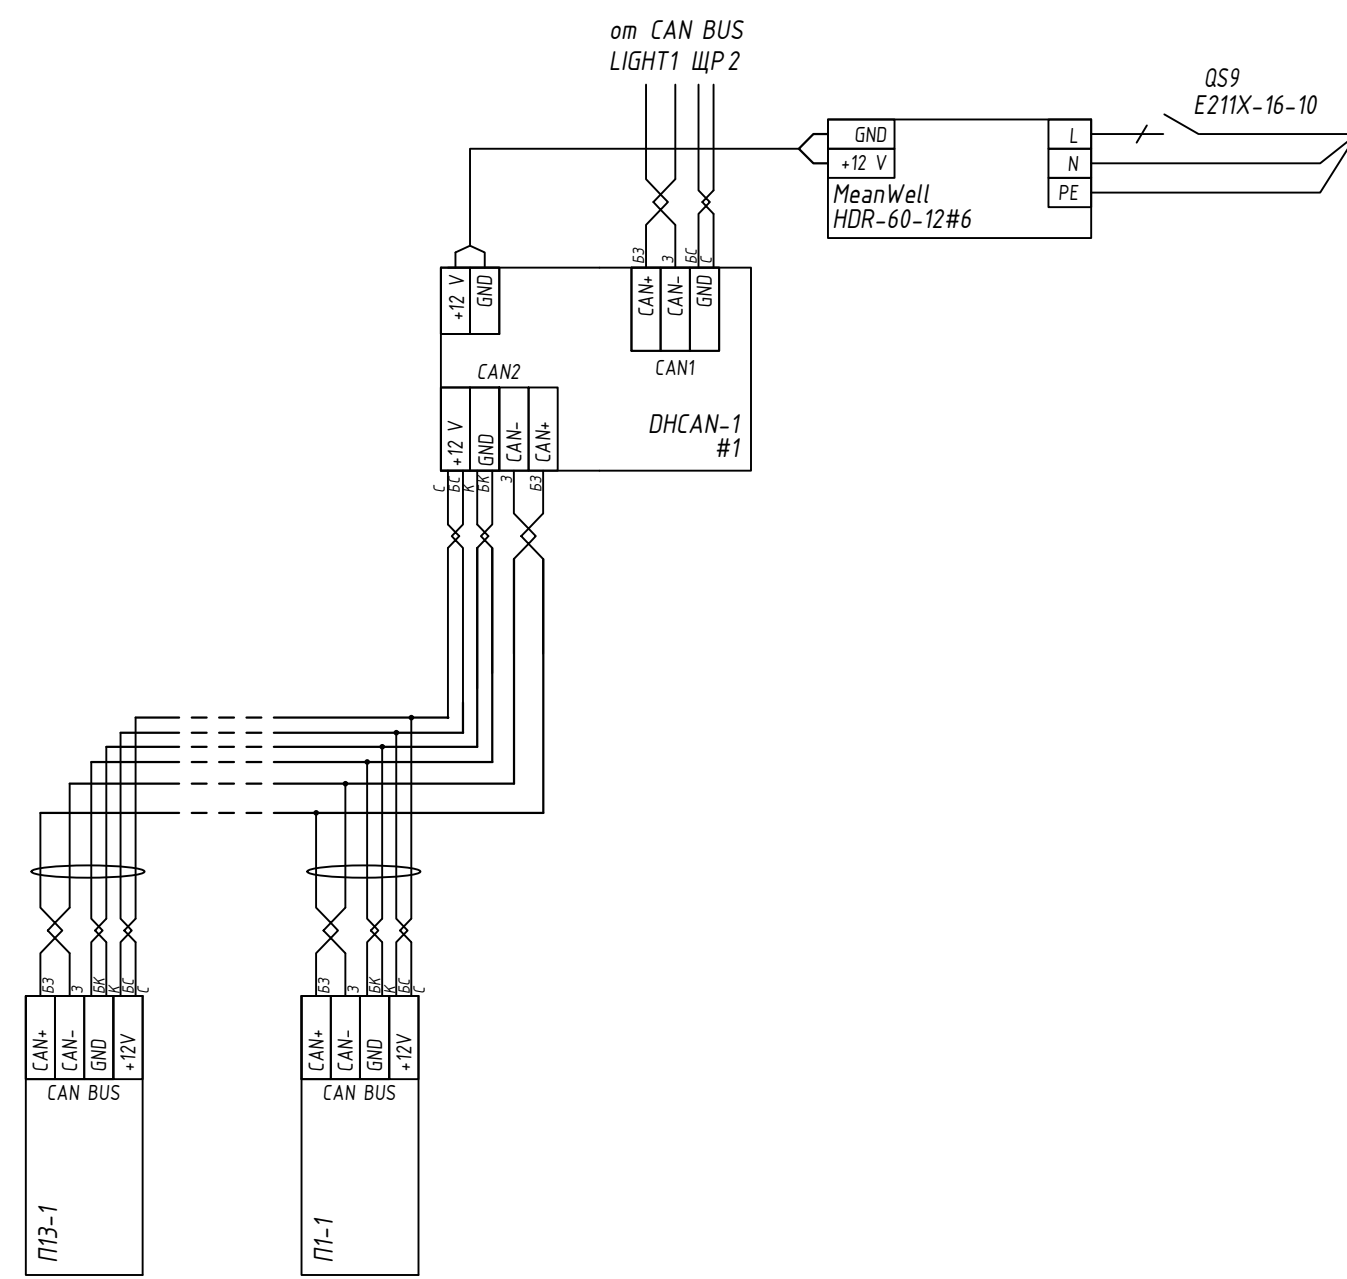 от CAN BUS
LIGHT1 ЩР2
QS9
E211X-16-10
GND
+12 V
L
N
PE
MeanWell
HDR-60-12#6
БЗ
З
БС
С
+12 V
GND
CAN+
CAN-
GND
CAN1
CAN2
+12 V
GND
CAN-
CAN+
DHCAN-1
#1
С
БС
К
БК
З
БЗ
БЗ
З
БК
К
БС
С
CAN+
CAN-
GND
+12V
CAN BUS
П13-1
БЗ
З
БК
К
БС
С
CAN+
CAN-
GND
+12V
CAN BUS
П1-1